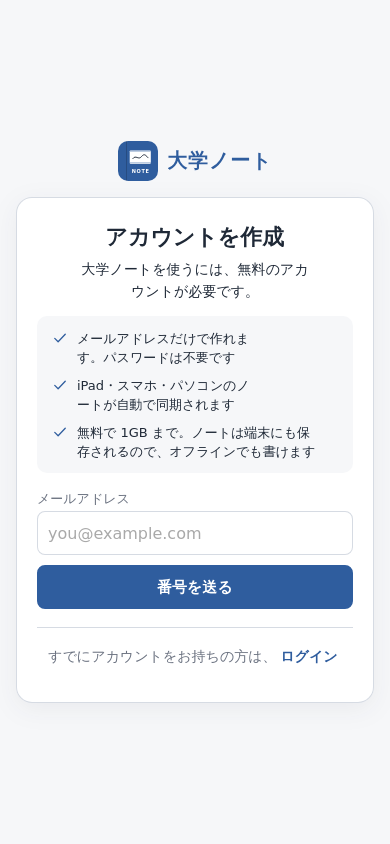 NOTE
大学ノート
アカウントを作成
大学ノートを使うには、無料のアカ
ウントが必要です。
メールアドレスだけで作れま
す。パスワードは不要です
iPad・スマホ・パソコンのノ
ートが自動で同期されます
無料で 1GB まで。ノートは端末にも保
存されるので、オフラインでも書けます
メールアドレス
you@example.com
番号を送る
すでにアカウントをお持ちの方は、 ログイン